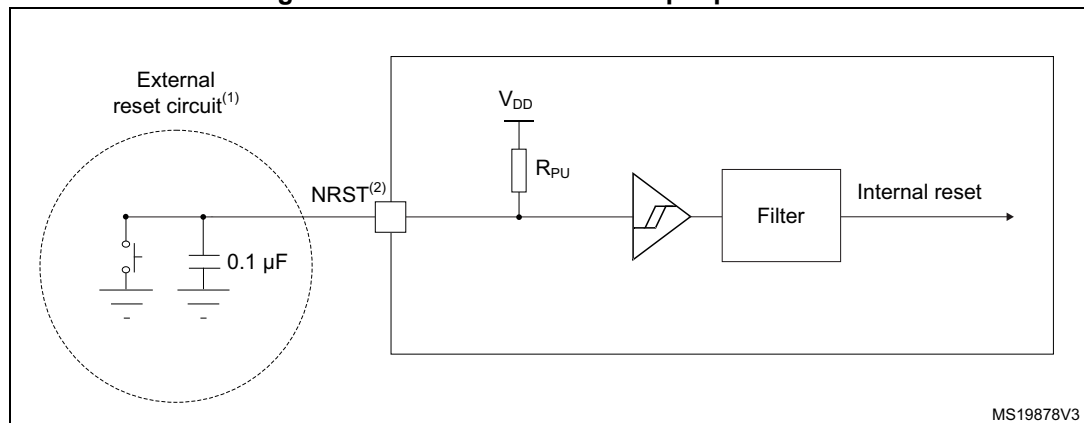 External
reset circuit(1)
VDD
RPU
NRST(2)
Filter
Internal reset
0.1 µF
MS19878V3